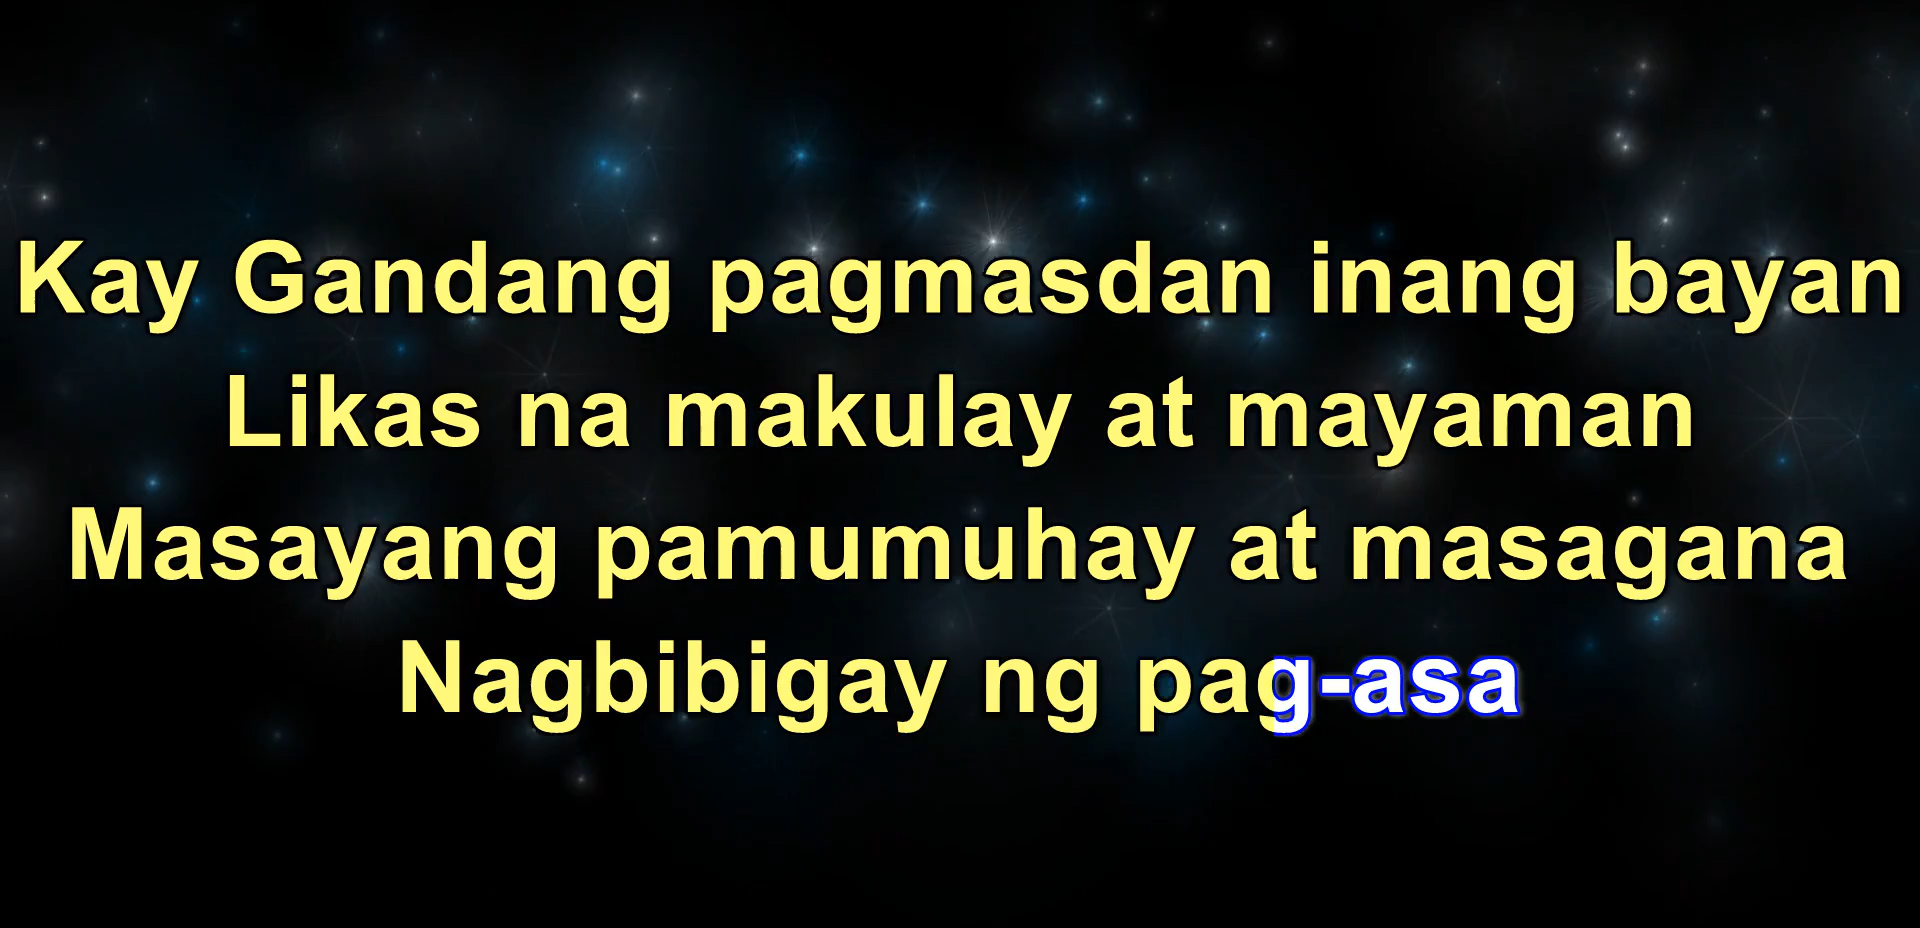 Kay Gandang pagmasdan inang bayan
Likas na makulay at mayaman
Masayang pamumuhay at masagana
Nagbibigay ng pag-asa